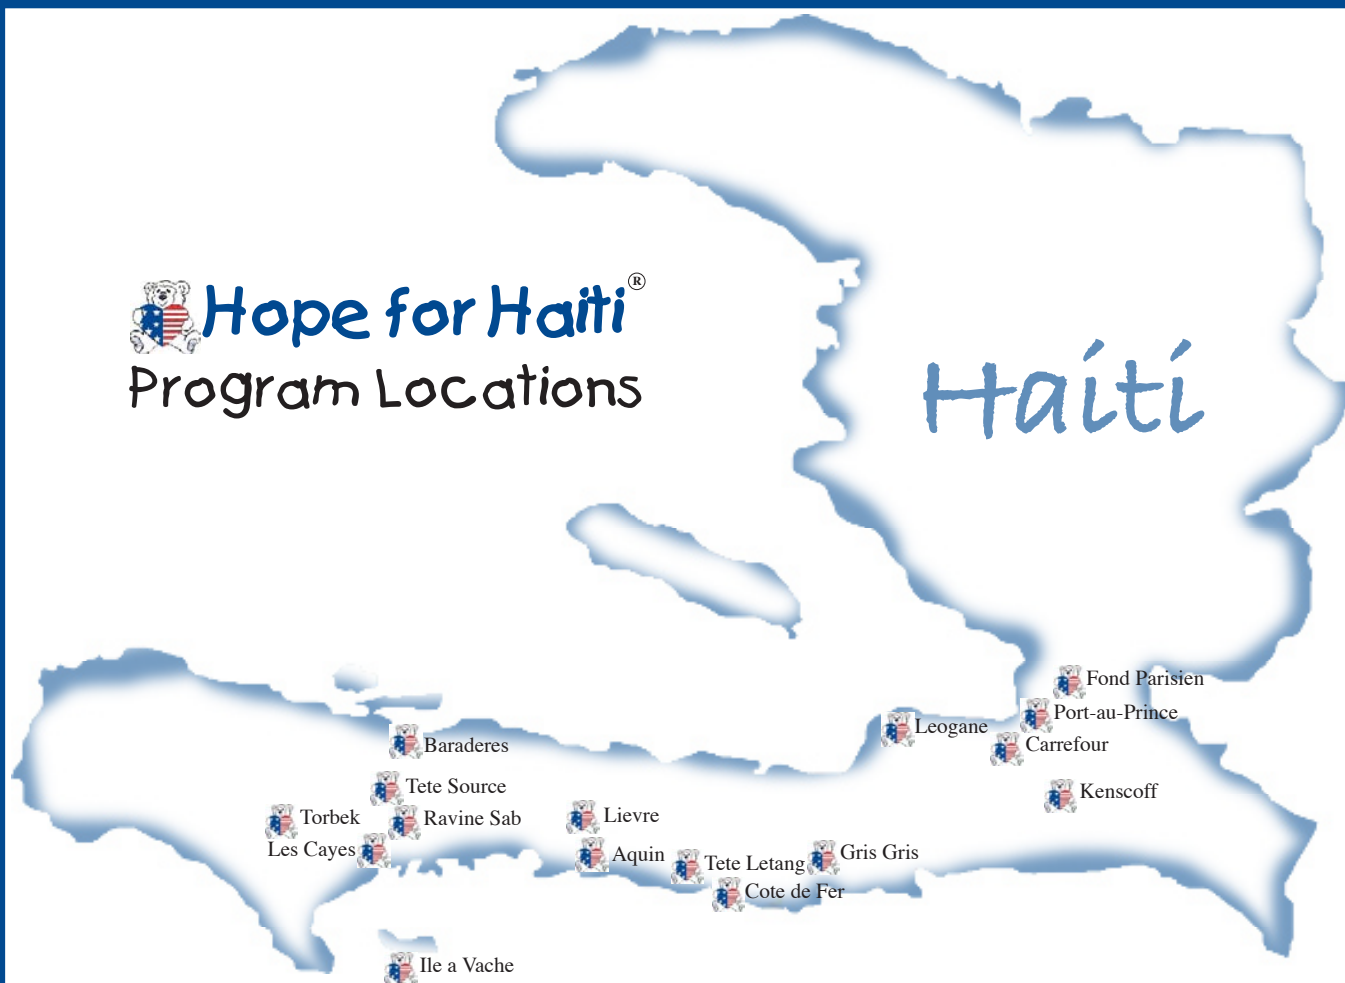 Hope for Haiti®
Program Locations
Haiti
Fond Parisien
Port-au-Prince
Leogane
Carrefour
Kenscoff
Baraderes
Tete Source
Torbek
Ravine Sab
Les Cayes
Lievre
Aquin
Tete Letang
Gris Gris
Cote de Fer
Ile a Vache